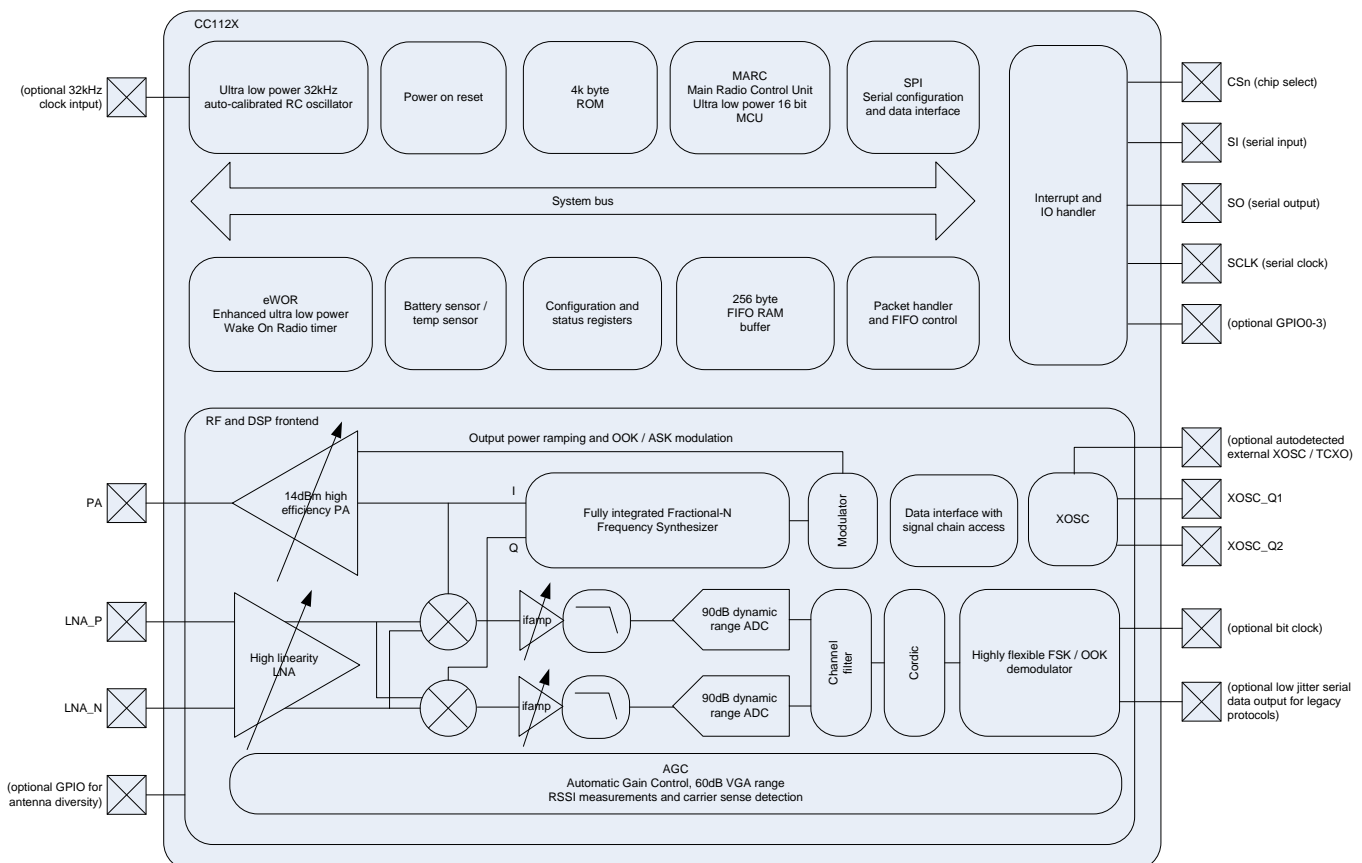 CC112X
(optional 32kHz
clock intput)
Ultra low power 32kHz
auto-calibrated RC oscillator
Power on reset
4k byte
ROM
MARC
Main Radio Control Unit
Ultra low power 16 bit
MCU
SPI
Serial configuration
and data interface
System bus
Interrupt and
IO handler
CSn (chip select)
SI (serial input)
SO (serial output)
SCLK (serial clock)
(optional GPIO0-3)
eWOR
Enhanced ultra low power
Wake On Radio timer
Battery sensor /
temp sensor
Configuration and
status registers
256 byte
FIFO RAM
buffer
Packet handler
and FIFO control
RF and DSP frontend
Output power ramping and OOK / ASK modulation
PA
14dBm high
efficiency PA
I
Q
Fully integrated Fractional-N
Frequency Synthesizer
Modulator
Data interface with
signal chain access
XOSC
(optional autodetected
external XOSC / TCXO)
XOSC_Q1
XOSC_Q2
LNA_P
LNA_N
High linearity
LNA
ifamp
90dB dynamic
range ADC
ifamp
90dB dynamic
range ADC
Channel
filter
Cordic
Highly flexible FSK / OOK
demodulator
(optional bit clock)
(optional low jitter serial
data output for legacy
protocols)
(optional GPIO for
antenna diversity)
AGC
Automatic Gain Control, 60dB VGA range
RSSI measurements and carrier sense detection